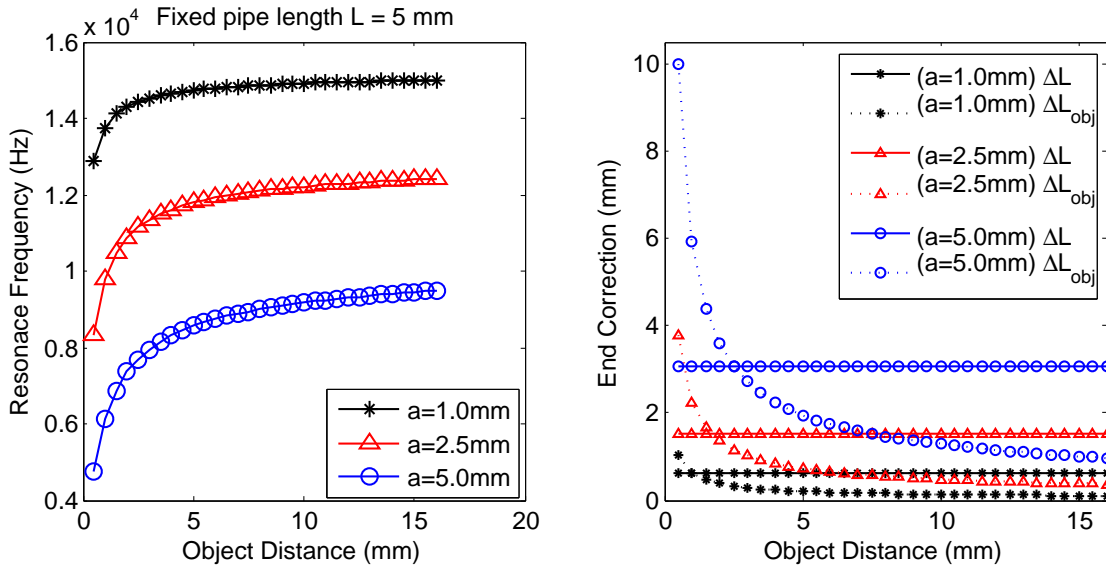 x 10⁴
Fixed pipe length L = 5 mm
1.6
1.4
1.2
1
0.8
0.6
0.4
0
5
10
15
20
Resonace Frequency (Hz)
Object Distance (mm)
a=1.0mm
a=2.5mm
a=5.0mm
10
8
6
4
2
0
0
5
10
15
End Correction (mm)
Object Distance (mm)
(a=1.0mm) ΔL
(a=1.0mm) ΔL_obj
(a=2.5mm) ΔL
(a=2.5mm) ΔL_obj
(a=5.0mm) ΔL
(a=5.0mm) ΔL_obj